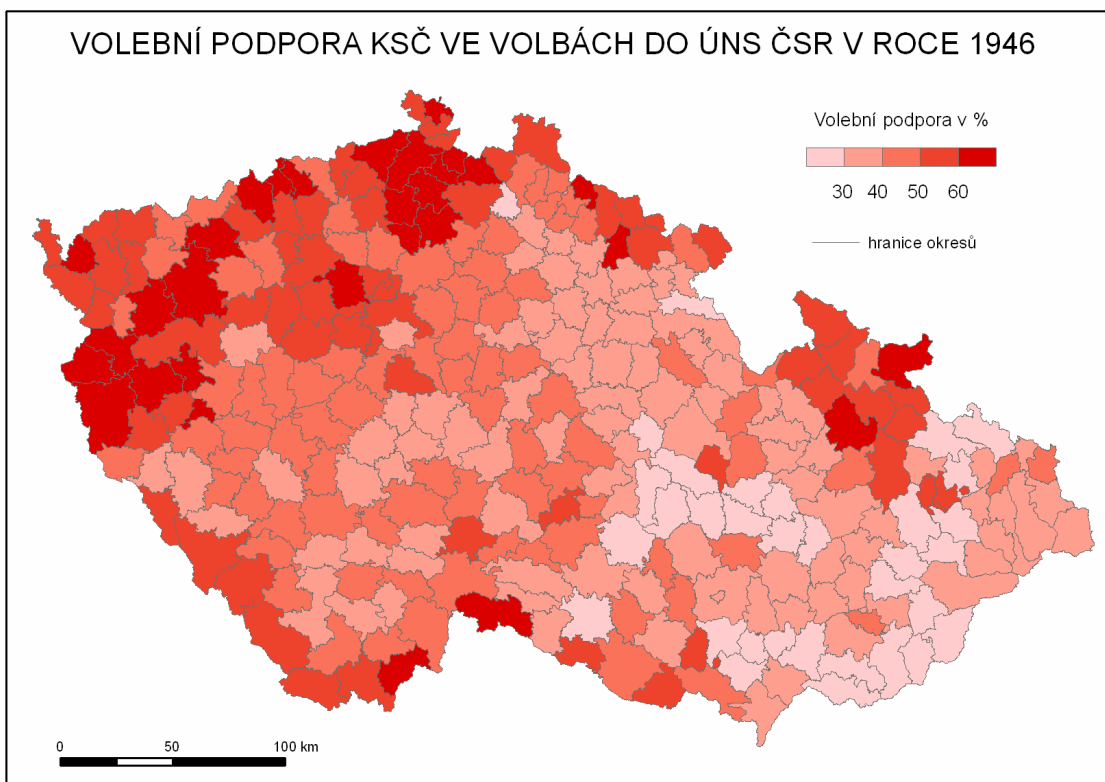 VOLEBNÍ PODPORA KSČ VE VOLBÁCH DO ÚNS ČSR V ROCE 1946
Volební podpora v %
30 40 50 60
hranice okresů
0 50 100 km